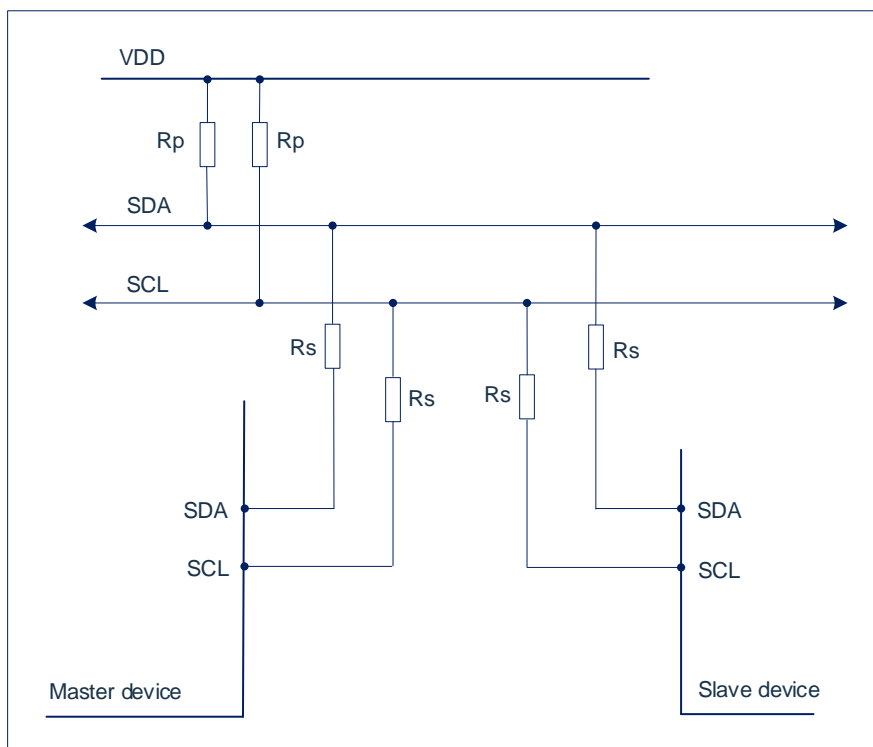 VDD
Rp
Rp
SDA
SCL
Rs
Rs
Rs
Rs
SDA
SDA
SCL
SCL
Master device
Slave device